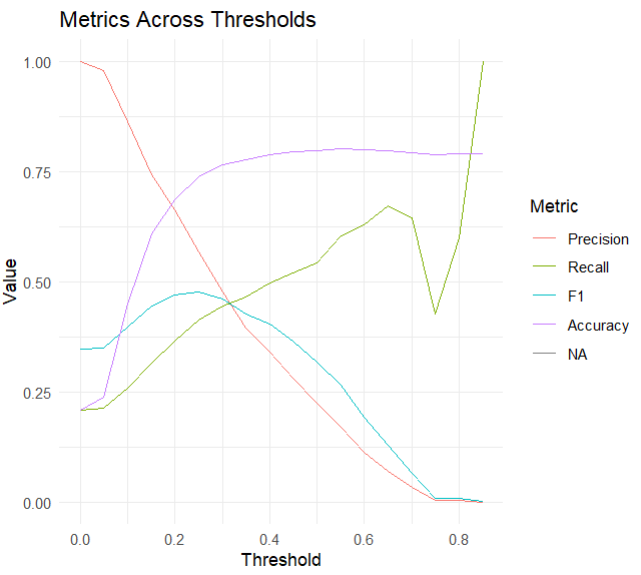 Metrics Across Thresholds
1.00
0.75
0.50
0.25
0.00
Value
0.0 0.2 0.4 0.6 0.8
Threshold
Metric
Precision
Recall
F1
Accuracy
NA